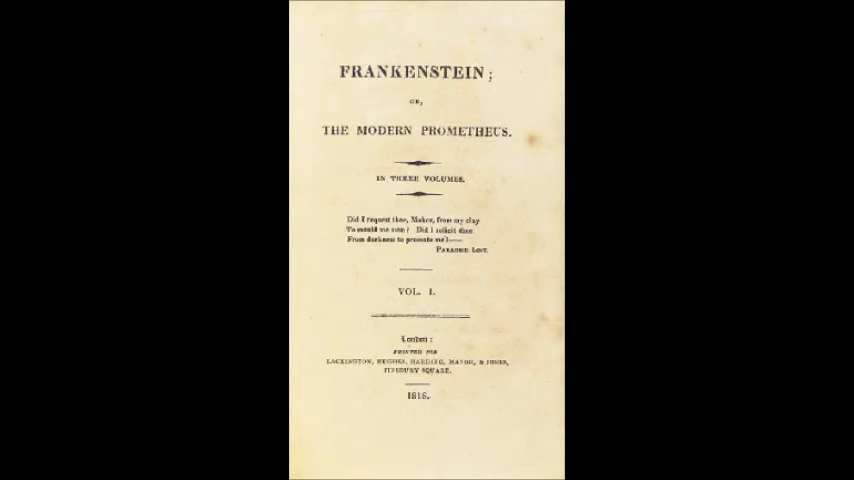 FRANKENSTEIN;
OR,
THE MODERN PROMETHEUS.
IN THREE VOLUMES.
Did I request thee, Maker, from my clay
To mould me man? Did I solicit thee
From darkness to promote me?——
PARADISE LOST.
VOL. I.
London:
PRINTED FOR
LACKINGTON, HUGHES, HARDING, MAVOR, & JONES,
FINSBURY SQUARE.
1818.